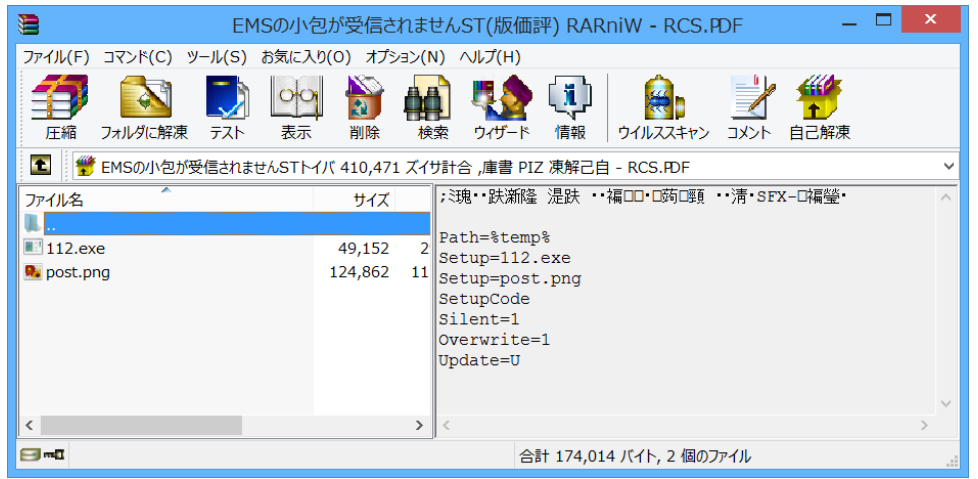 EMSの小包が受信されませんST(版価評) RARniW - RCS.PDF
ファイル(F) コマンド(C) ツール(S) お気に入り(O) オプション(N) ヘルプ(H)
圧縮 フォルダに解凍 テスト 表示 削除 検索 ウィザード 情報 ウイルススキャン コメント 自己解凍
EMSの小包が受信されませんSTトイバ 410,471 ズイサ計合 ,庫書 PIZ 凍解己自 - RCS.PDF
ファイル名 サイズ
..
112.exe 49,152 2
post.png 124,862 11
SFX-
Path=%temp%
Setup=112.exe
Setup=post.png
SetupCode
Silent=1
Overwrite=1
Update=U
合計 174,014 バイト, 2 個のファイル